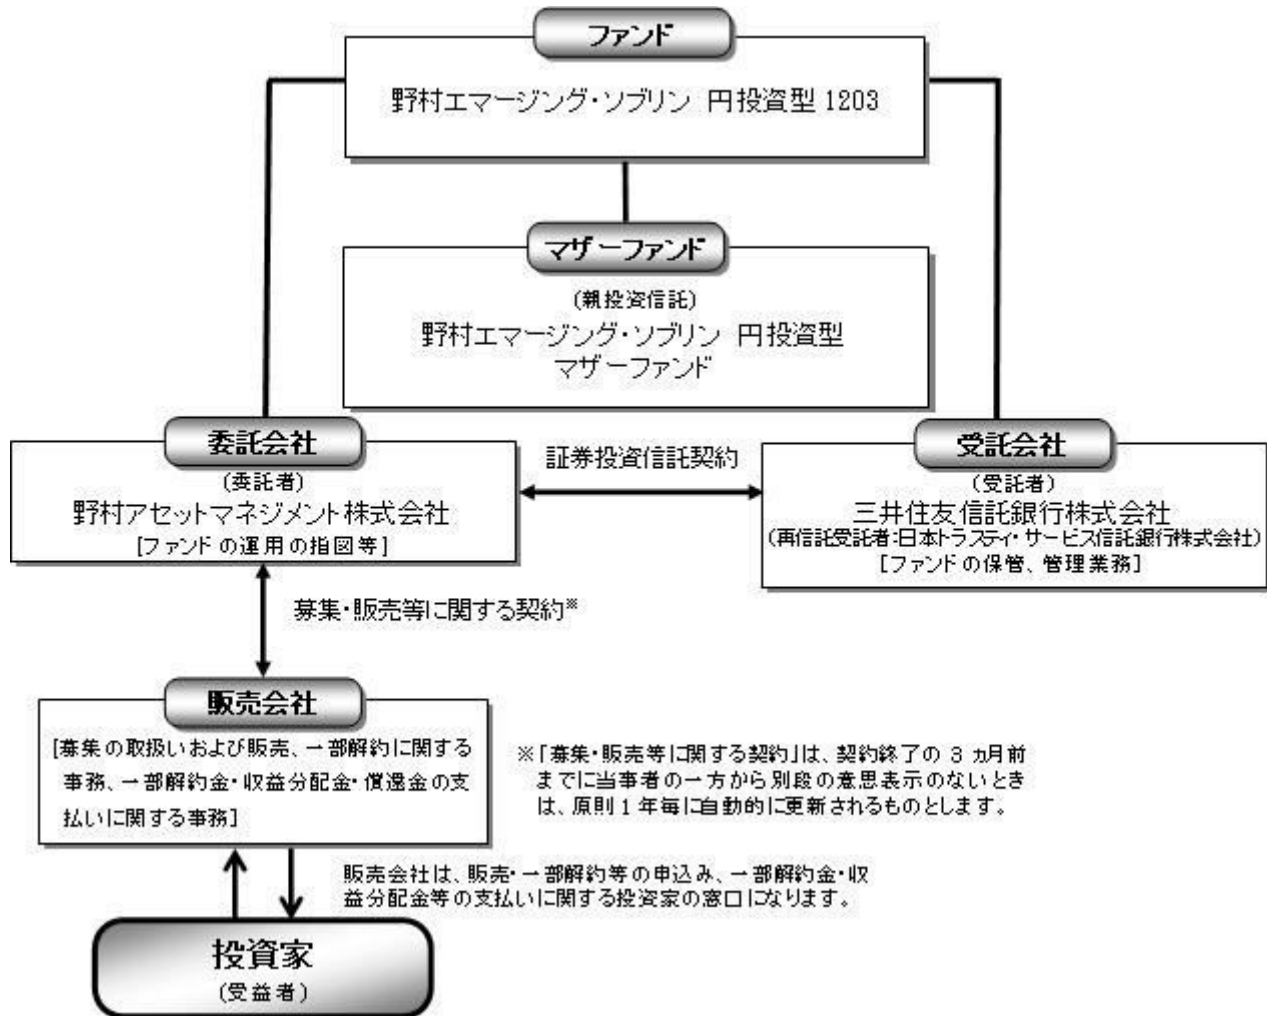 ファンド
野村エマージング・ソブリン 円投資型 1203
マザーファンド
(親投資信託)
野村エマージング・ソブリン 円投資型
マザーファンド
委託会社
(委託者)
野村アセットマネジメント株式会社
[ファンドの運用の指図等]
証券投資信託契約
受託会社
(受託者)
三井住友信託銀行株式会社
(再信託受託者:日本トラスティ・サービス信託銀行株式会社)
[ファンドの保管、管理業務]
募集・販売等に関する契約※
販売会社
[募集の取扱いおよび販売、一部解約に関する
事務、一部解約金・収益分配金・償還金の支
払いに関する事務]
※「募集・販売等に関する契約」は、契約終了の 3 ヵ月前
までに当事者の一方から別段の意思表示のないとき
は、原則 1 年毎に自動的に更新されるものとします。
販売会社は、販売・一部解約等の申込み、一部解約金・収
益分配金等の支払いに関する投資家の窓口になります。
投資家
(受益者)